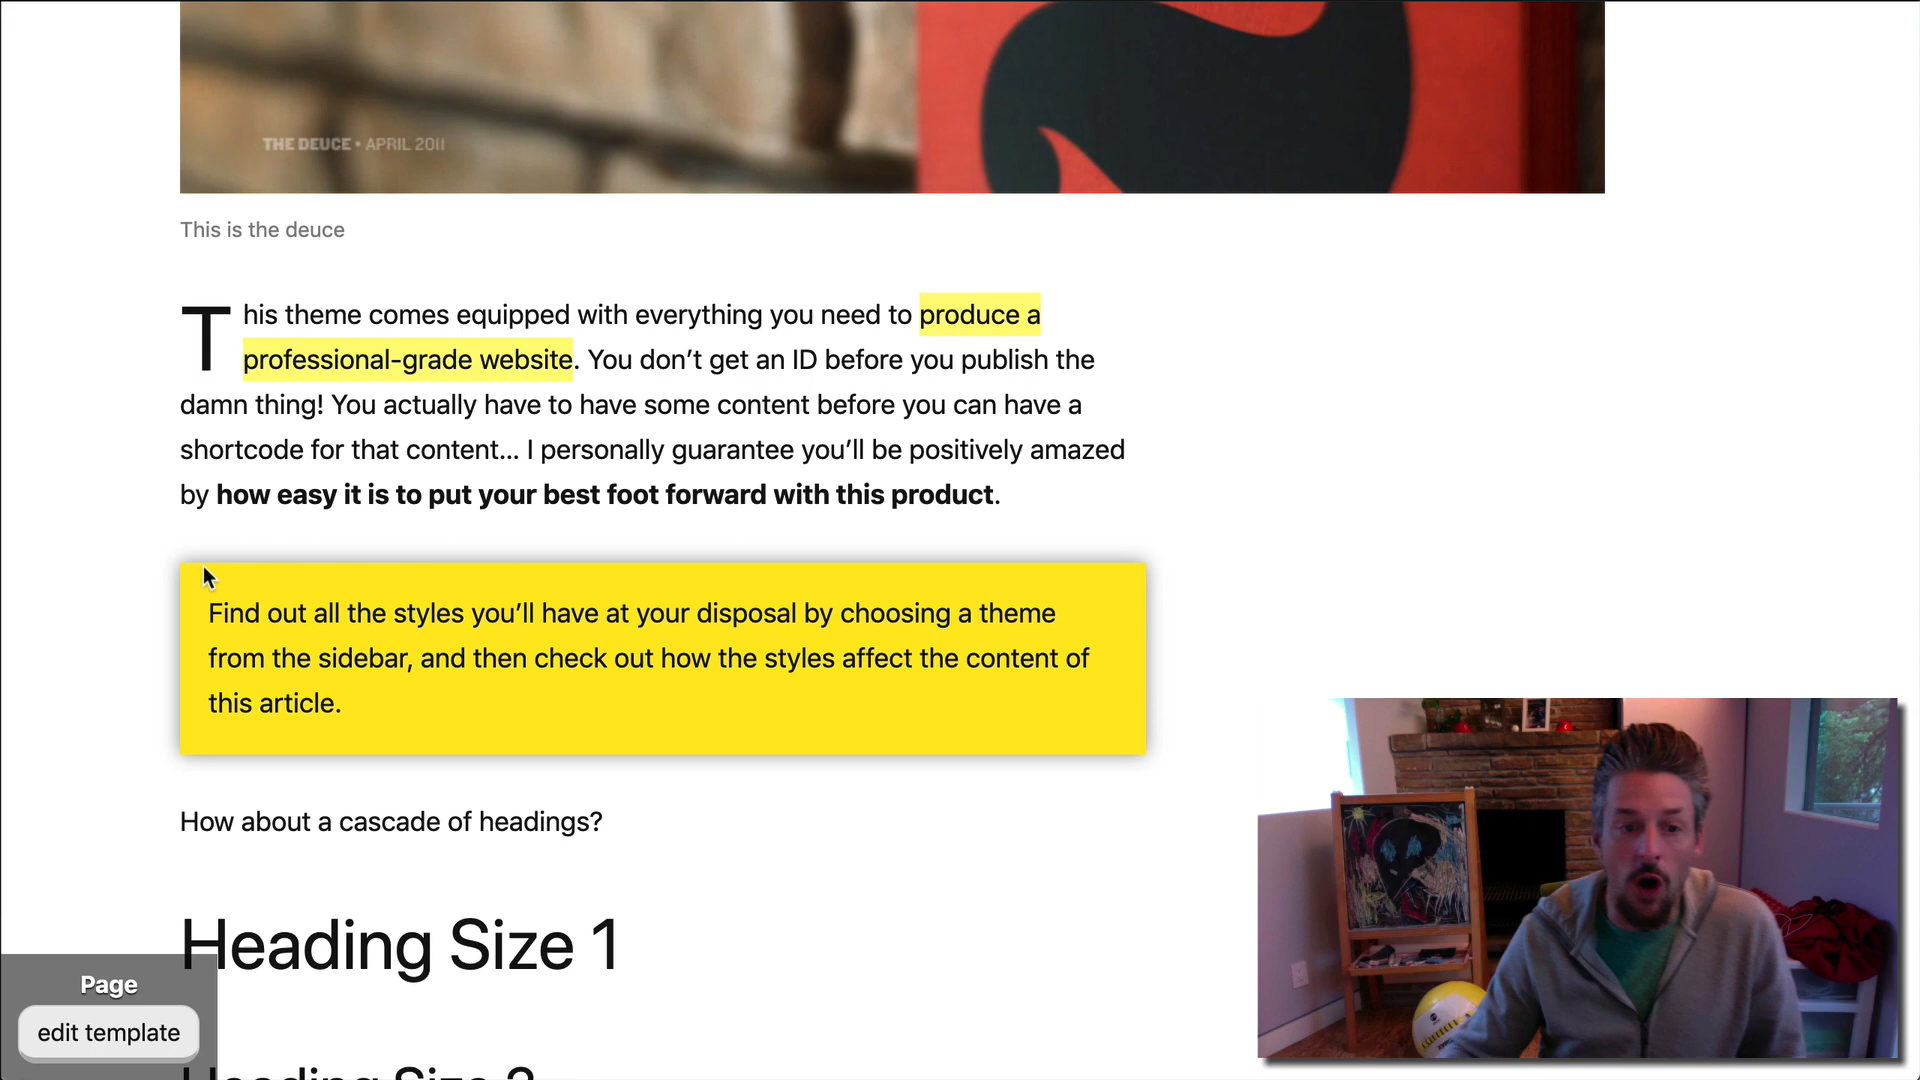 THE DEUCE • APRIL 2011
This is the deuce
This theme comes equipped with everything you need to produce a
professional-grade website. You don’t get an ID before you publish the
damn thing! You actually have to have some content before you can have a
shortcode for that content... I personally guarantee you’ll be positively amazed
by how easy it is to put your best foot forward with this product.
Find out all the styles you’ll have at your disposal by choosing a theme
from the sidebar, and then check out how the styles affect the content of
this article.
How about a cascade of headings?
Heading Size 1
Page
edit template
Heading Size 2